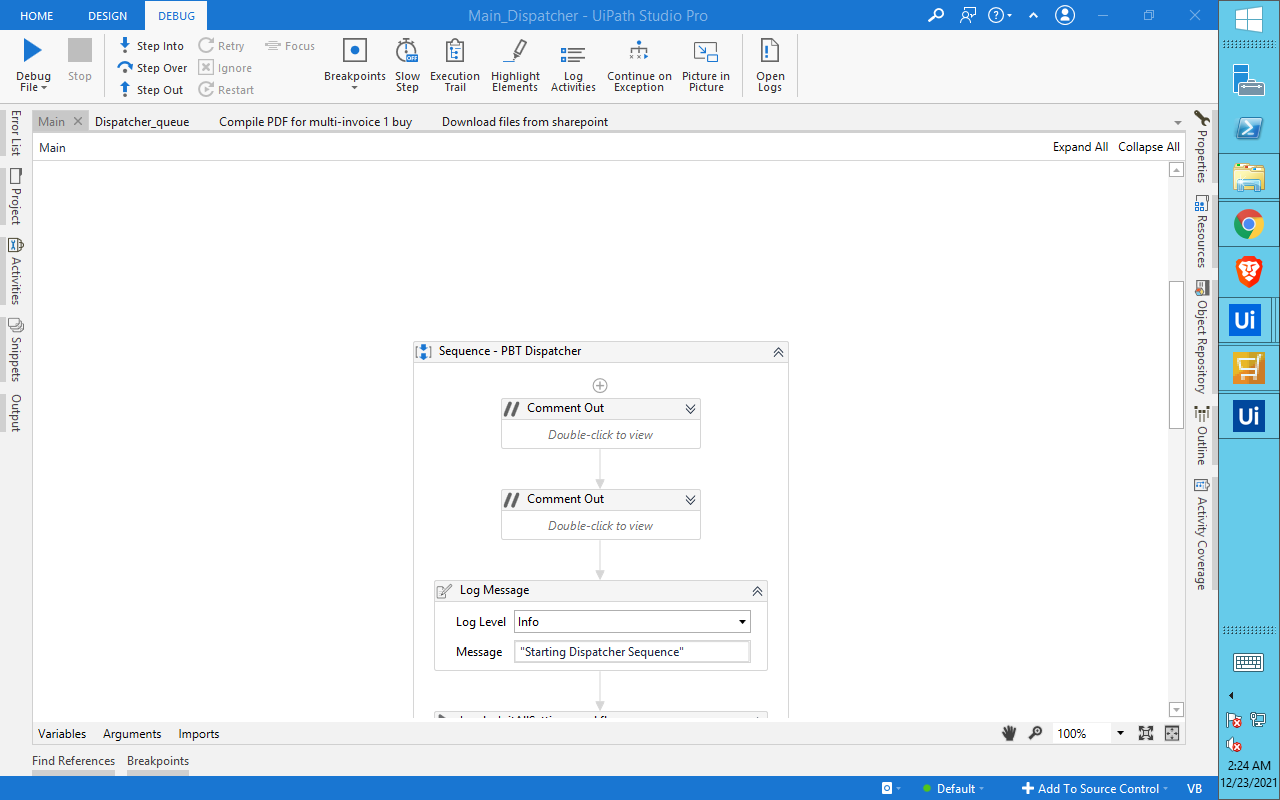 HOME DESIGN DEBUG Main_Dispatcher - UiPath Studio Pro
Debug File
Stop
Step Into
Step Over
Step Out
Retry
Ignore
Restart
Focus
Breakpoints
Slow Step
Execution Trail
Highlight Elements
Log Activities
Continue on Exception
Picture in Picture
Open Logs
Main Dispatcher_queue Compile PDF for multi-invoice 1 buy Download files from sharepoint
Main Expand All Collapse All
Error List
Project
Activities
Snippets
Output
Sequence - PBT Dispatcher
Comment Out
Double-click to view
Comment Out
Double-click to view
Log Message
Log Level Info
Message "Starting Dispatcher Sequence"
Properties
Resources
Object Repository
Outline
Activity Coverage
Variables Arguments Imports 100%
Find References Breakpoints
Default Add To Source Control VB
Ui
Ui
2:24 AM
12/23/2021